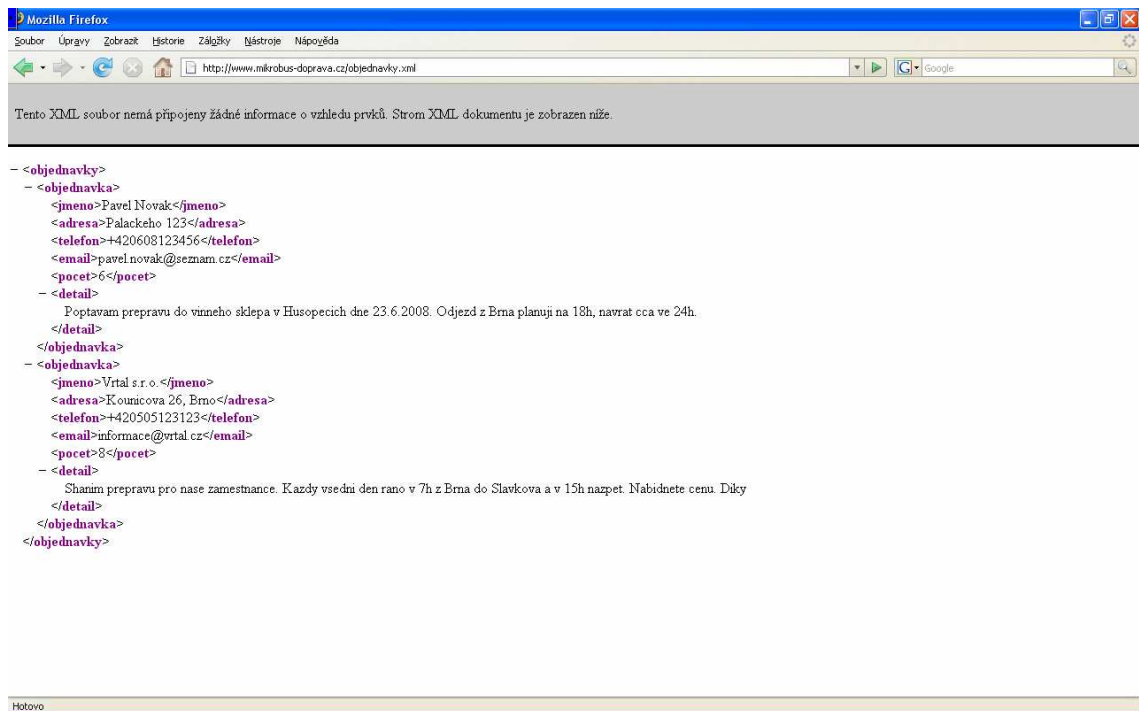 Mozilla Firefox
Soubor Úpravy Zobrazit Historie Záložky Nástroje Nápověda
http://www.mikrobus-doprava.cz/objednavky.xml
G Google
Tento XML soubor nemá připojeny žádné informace o vzhledu prvků. Strom XML dokumentu je zobrazen níže.
− <objednavky>
− <objednavka>
<jmeno>Pavel Novak</jmeno>
<adresa>Palackeho 123</adresa>
<telefon>+420608123456</telefon>
<email>pavel.novak@seznam.cz</email>
<pocet>6</pocet>
− <detail>
Poptavam prepravu do vinneho sklepa v Husopecich dne 23.6.2008. Odjezd z Brna planuji na 18h, navrat cca ve 24h.
</detail>
</objednavka>
− <objednavka>
<jmeno>Vrtal s.r.o.</jmeno>
<adresa>Kounicova 26, Brno</adresa>
<telefon>+420505123123</telefon>
<email>informace@vrtal.cz</email>
<pocet>8</pocet>
− <detail>
Shanim prepravu pro nase zamestnance. Kazdy vsedni den rano v 7h z Brna do Slavkova a v 15h nazpet. Nabidnete cenu. Diky
</detail>
</objednavka>
</objednavky>
Hotovo